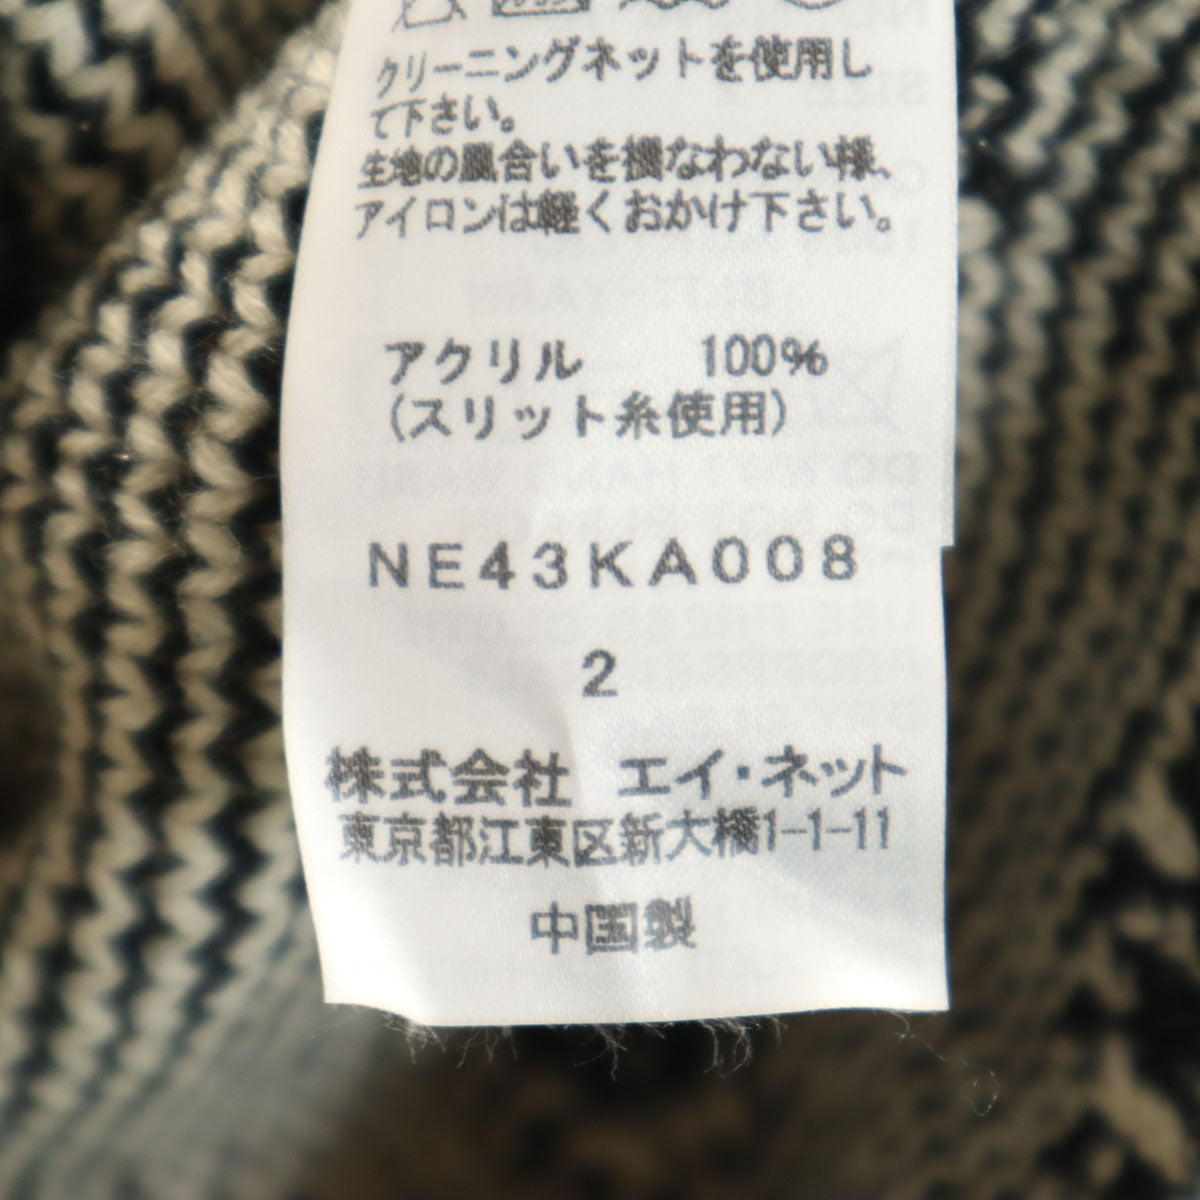 クリーニングネットを使用し
て下さい。
生地の風合いを損なわない様、
アイロンは軽くおかけ下さい。
アクリル 100%
(スリット糸使用)
NE43KA008
2
株式会社 エイ・ネット
東京都江東区新大橋1-1-11
中国製